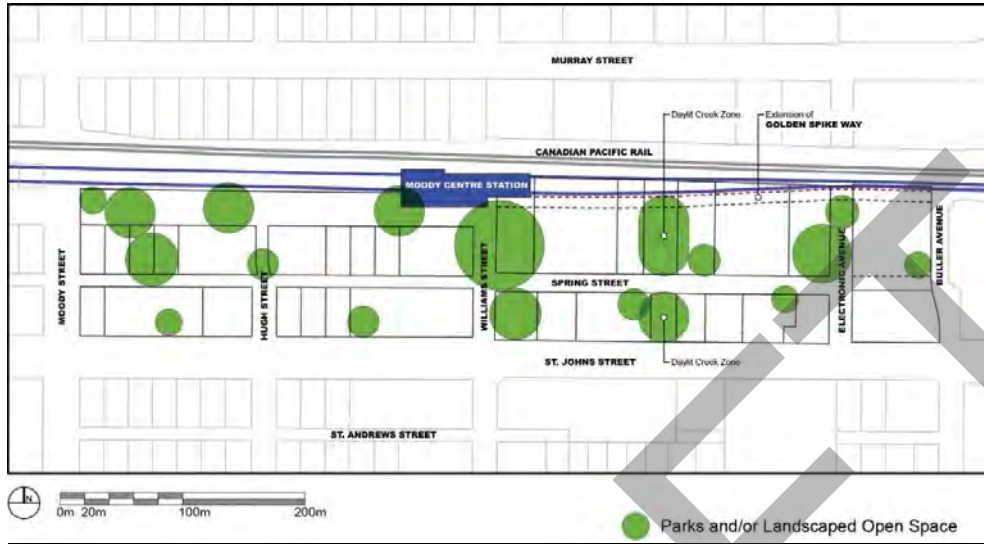 MURRAY STREET
Daylit Creek Zone
Extension of
GOLDEN SPIKE WAY
CANADIAN PACIFIC RAIL
MOODY CENTRE STATION
MOODY STREET
HUGH STREET
WILLIAMS STREET
SPRING STREET
ELECTRONIC AVENUE
BULLER AVENUE
ST. JOHNS STREET
Daylit Creek Zone
ST. ANDREWS STREET
N
0m 20m 100m 200m
Parks and/or Landscaped Open Space